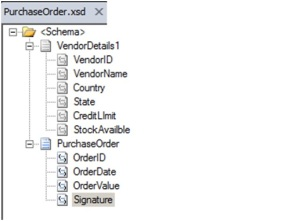 PurchaseOrder.xsd
<Schema>
VendorDetails1
VendorID
VendorName
Country
State
CreditLImit
StockAvailble
PurchaseOrder
OrderID
OrderDate
OrderValue
Signature